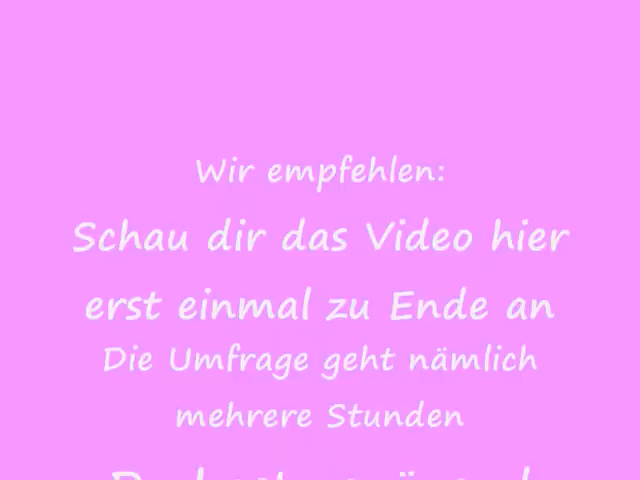 Wir empfehlen:
Schau dir das Video hier
erst einmal zu Ende an
Die Umfrage geht nämlich
mehrere Stunden